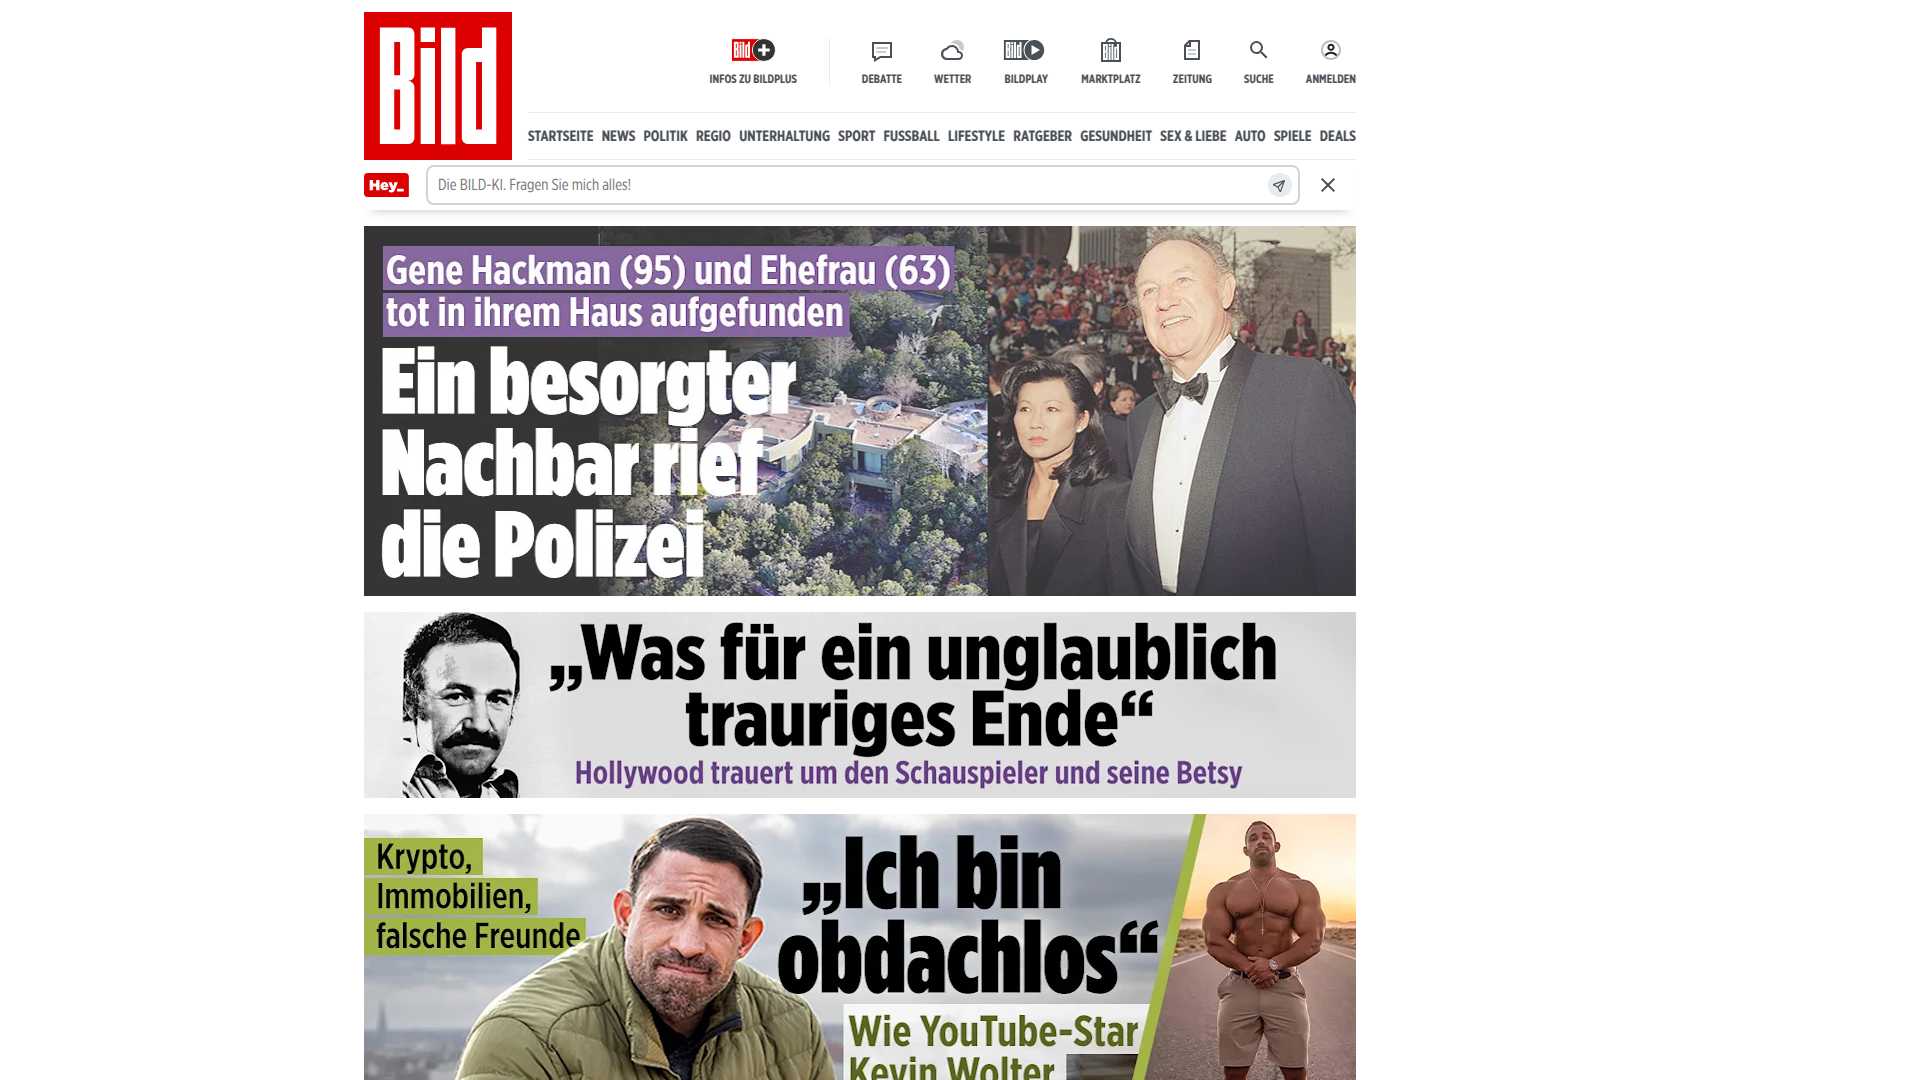 Bild
Bild
INFOS ZU BILDPLUS
DEBATTE
WETTER
Bild
BILDPLAY
Bild
MARKTPLATZ
ZEITUNG
SUCHE
ANMELDEN
STARTSEITE NEWS POLITIK REGIO UNTERHALTUNG SPORT FUSSBALL LIFESTYLE RATGEBER GESUNDHEIT SEX & LIEBE AUTO SPIELE DEALS
Hey_
Die BILD-KI. Fragen Sie mich alles!
Gene Hackman (95) und Ehefrau (63)
tot in ihrem Haus aufgefunden
Ein besorgter
Nachbar rief
die Polizei
„Was für ein unglaublich
trauriges Ende“
Hollywood trauert um den Schauspieler und seine Betsy
Krypto,
Immobilien,
falsche Freunde
„Ich bin
obdachlos“
Wie YouTube-Star
Kevin Wolter